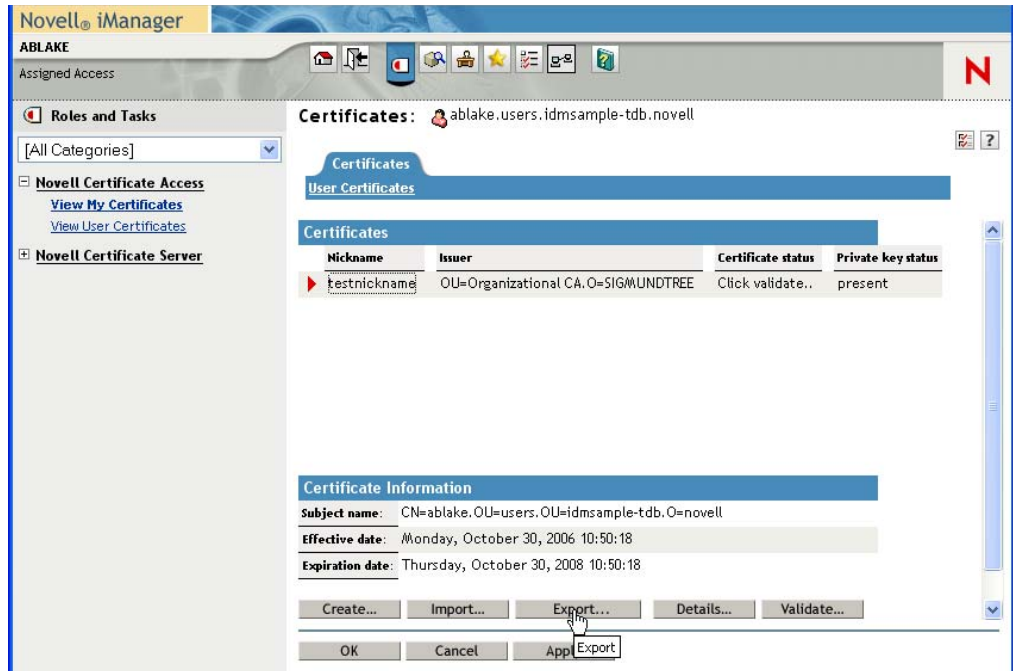 Novell® iManager
ABLAKE
Assigned Access
N
Roles and Tasks
[All Categories]
Novell Certificate Access
View My Certificates
View User Certificates
Novell Certificate Server
Certificates: ablake.users.idmsample-tdb.novell
?
Certificates
User Certificates
Certificates
Nickname Issuer Certificate status Private key status
testnickname OU=Organizational CA.O=SIGMUNDTREE Click validate.. present
Certificate Information
Subject name: CN=ablake.OU=users.OU=idmsample-tdb.O=novell
Effective date: Monday, October 30, 2006 10:50:18
Expiration date: Thursday, October 30, 2008 10:50:18
Create... Import... Export... Details... Validate...
OK Cancel Appl
Export